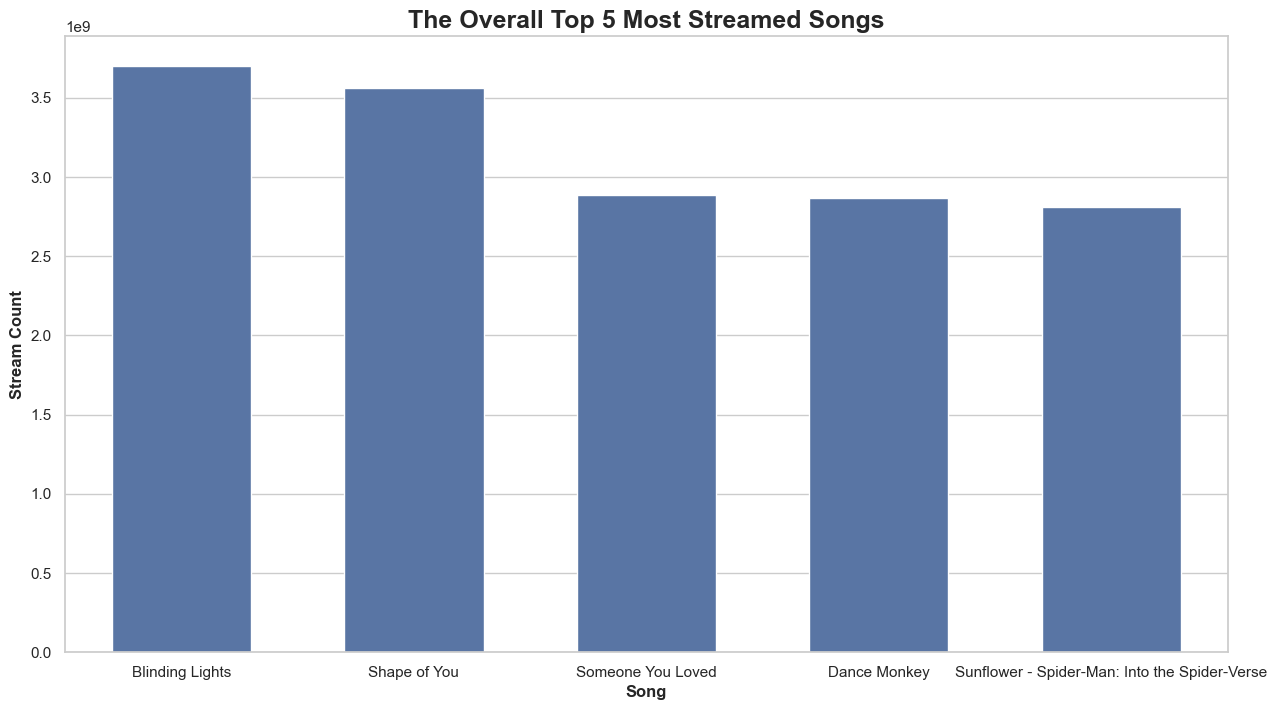 The Overall Top 5 Most Streamed Songs
1e9
3.5
3.0
2.5
2.0
1.5
1.0
0.5
0.0
Stream Count
Blinding Lights
Shape of You
Someone You Loved
Dance Monkey
Sunflower - Spider-Man: Into the Spider-Verse
Song